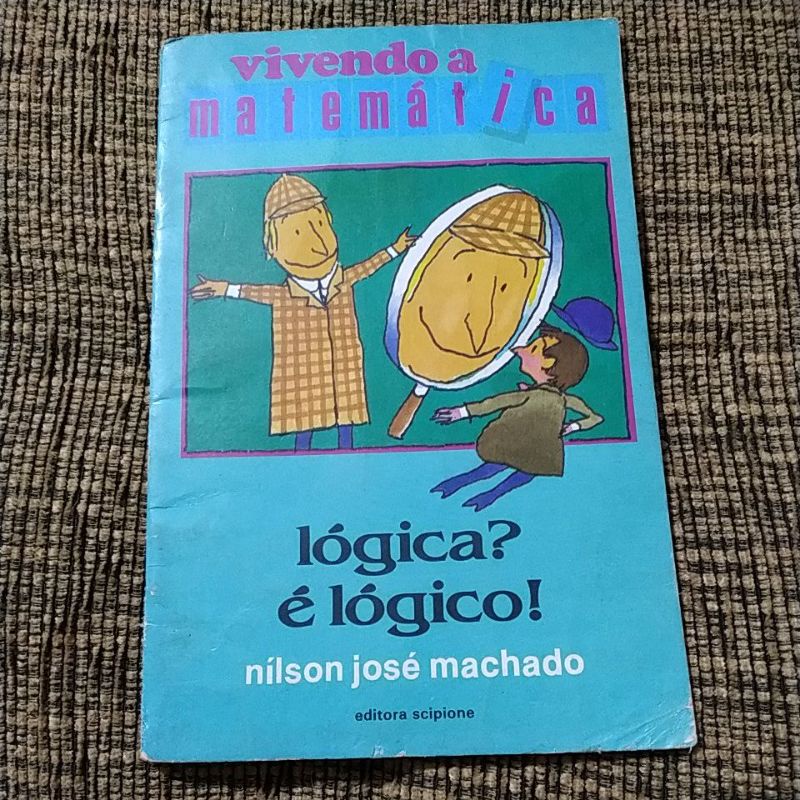 vivendo a
matemática
lógica?
é lógico!
nílson josé machado
editora scipione